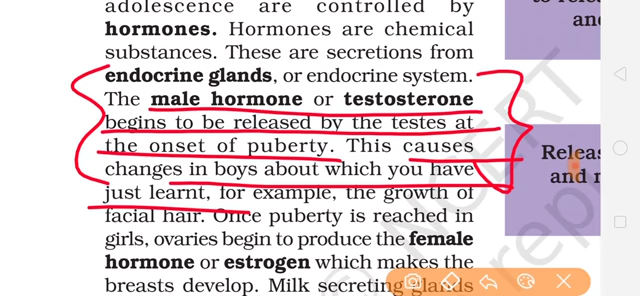 adolescence are controlled by
hormones. Hormones are chemical
substances. These are secretions from
endocrine glands, or endocrine system.
The male hormone or testosterone
begins to be released by the testes at
the onset of puberty. This causes
changes in boys about which you have
just learnt, for example, the growth of
facial hair. Once puberty is reached in
girls, ovaries begin to produce the female
hormone or estrogen which makes the
breasts develop. Milk secreting glands
an
Releas
and
NCERT